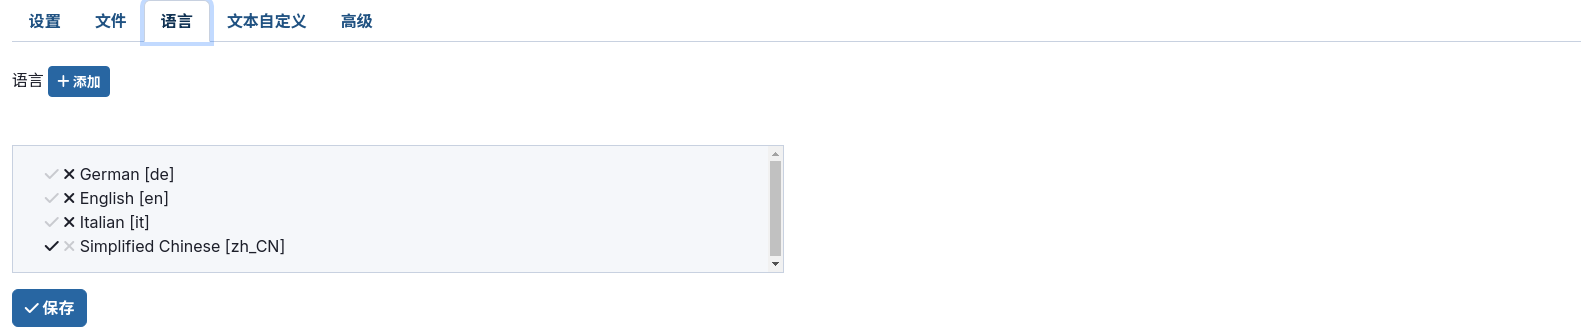 设置 文件 语言 文本自定义 高级
语言 添加
German [de]
English [en]
Italian [it]
Simplified Chinese [zh_CN]
保存